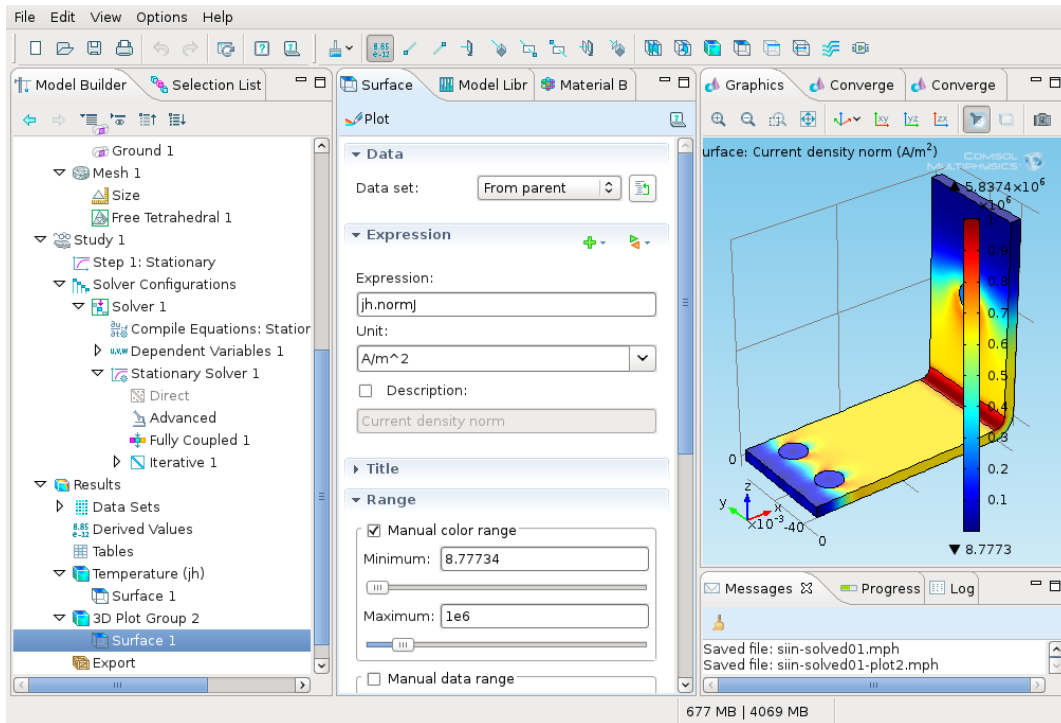 File Edit View Options Help
Model Builder
Selection List
Ground 1
Mesh 1
Size
Free Tetrahedral 1
Study 1
Step 1: Stationary
Solver Configurations
Solver 1
Compile Equations: Station
Dependent Variables 1
Stationary Solver 1
Direct
Advanced
Fully Coupled 1
Iterative 1
Results
Data Sets
8.85
e-12
Derived Values
Tables
Temperature (jh)
Surface 1
3D Plot Group 2
Surface 1
Export
Surface
Model Libr
Material B
Plot
Data
Data set: From parent
Expression
Expression:
jh.normJ
Unit:
A/m^2
Description:
Current density norm
Title
Range
Manual color range
Minimum: 8.77734
Maximum: 1e6
Manual data range
Graphics
Converge
Converge
xy yz zx
urface: Current density norm (A/m²)
COMSOL
MULTIPHYSICS
▲ 5.8374×10⁶
×10⁶
0.9
0.8
0.7
0.6
0.5
0.4
0.3
0.2
0.1
▼ 8.7773
0
z
y x
×10⁻³ -40
0
Messages
Progress
Log
Saved file: siin-solved01.mph
Saved file: siin-solved01-plot2.mph
677 MB | 4069 MB